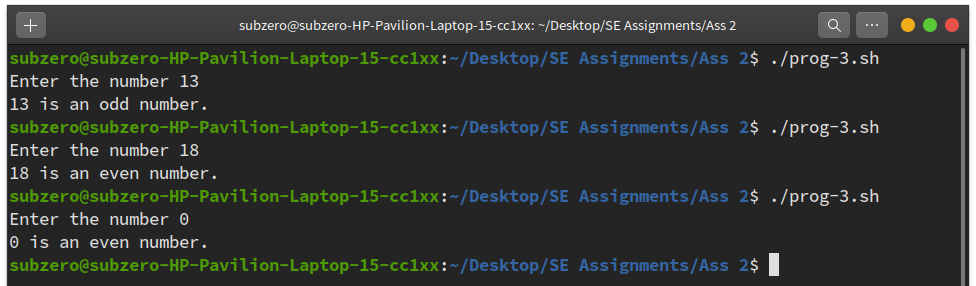 subzero@subzero-HP-Pavilion-Laptop-15-cc1xx: ~/Desktop/SE Assignments/Ass 2
subzero@subzero-HP-Pavilion-Laptop-15-cc1xx:~/Desktop/SE Assignments/Ass 2$ ./prog-3.sh
Enter the number 13
13 is an odd number.
subzero@subzero-HP-Pavilion-Laptop-15-cc1xx:~/Desktop/SE Assignments/Ass 2$ ./prog-3.sh
Enter the number 18
18 is an even number.
subzero@subzero-HP-Pavilion-Laptop-15-cc1xx:~/Desktop/SE Assignments/Ass 2$ ./prog-3.sh
Enter the number 0
0 is an even number.
subzero@subzero-HP-Pavilion-Laptop-15-cc1xx:~/Desktop/SE Assignments/Ass 2$